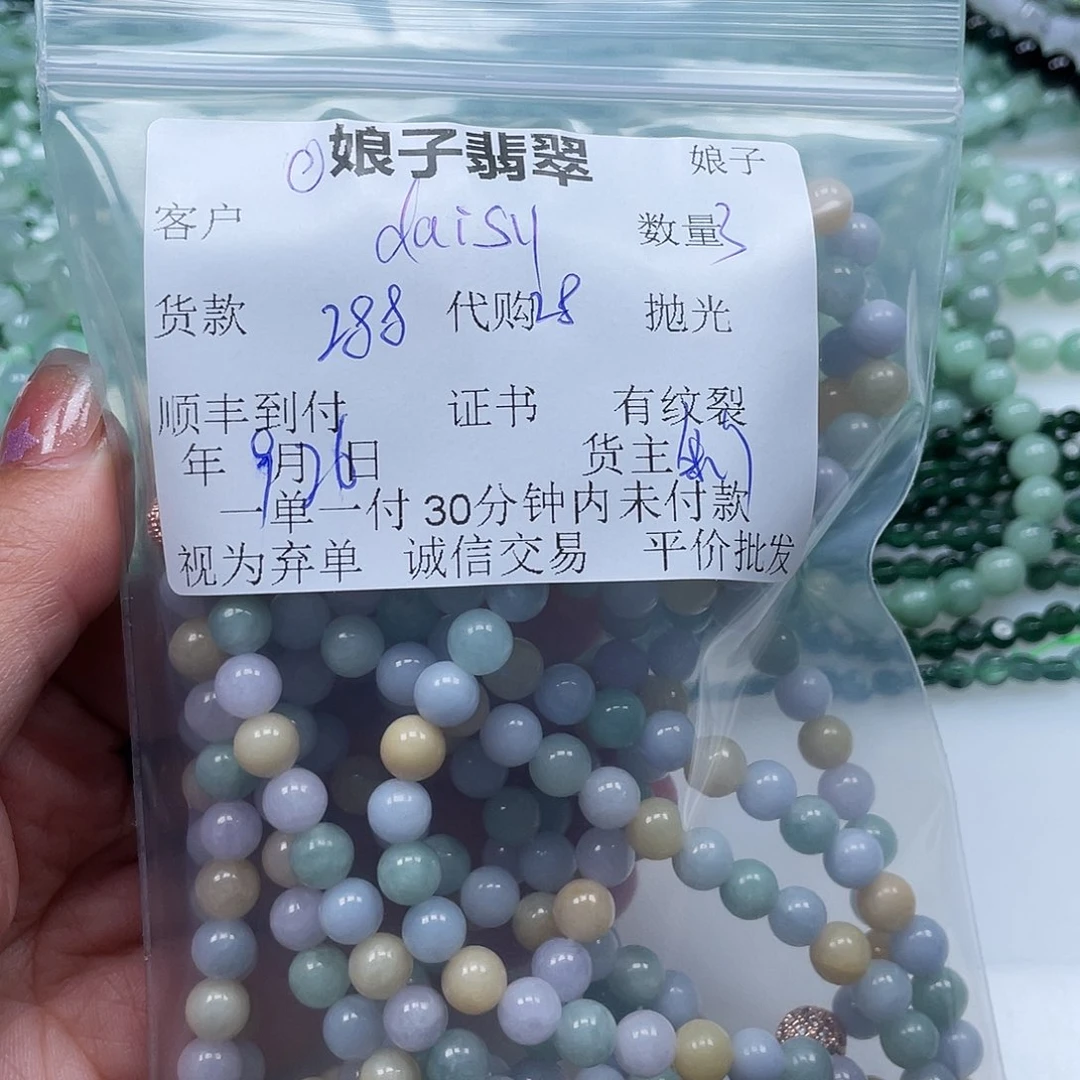 ①娘子翡翠 娘子
客户 daisy 数量3
货款 288 代购28 抛光
顺丰到付 证书 有纹裂
年9月26日 货主
一单一付 30分钟内未付款
视为弃单 诚信交易 平价批发